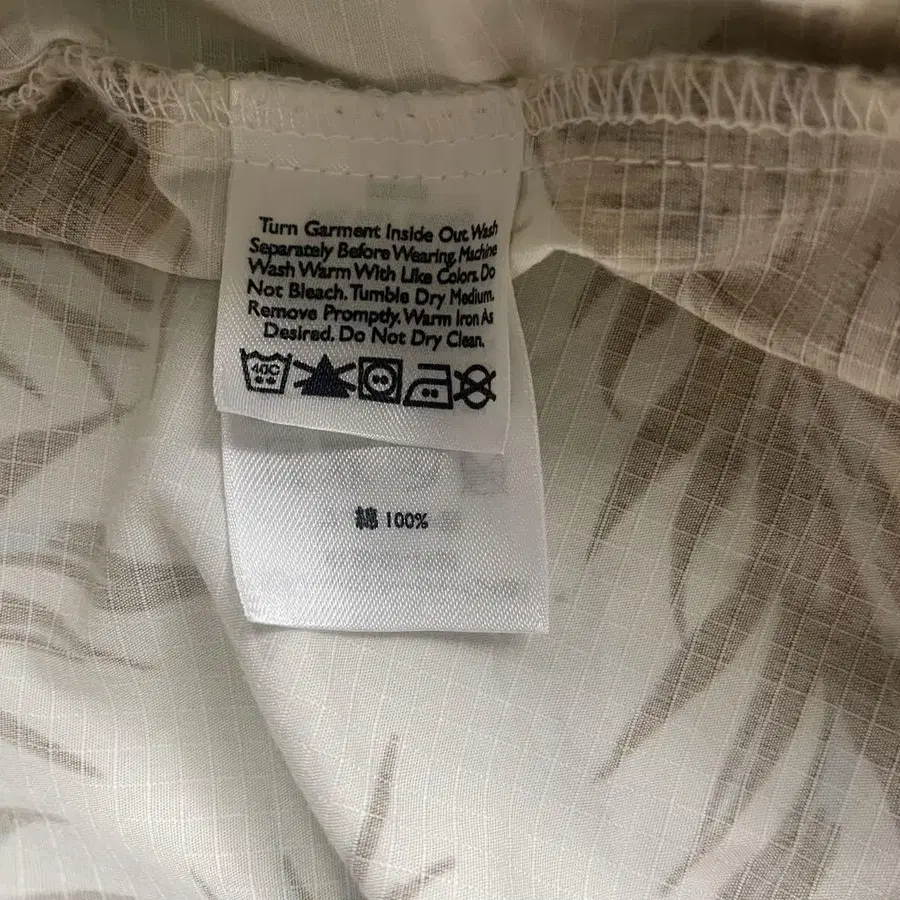 Turn Garment Inside Out. Wash
Separately Before Wearing. Machine
Wash Warm With Like Colors. Do
Not Bleach. Tumble Dry Medium.
Remove Promptly. Warm Iron As
Desired. Do Not Dry Clean.
40C
綿 100%